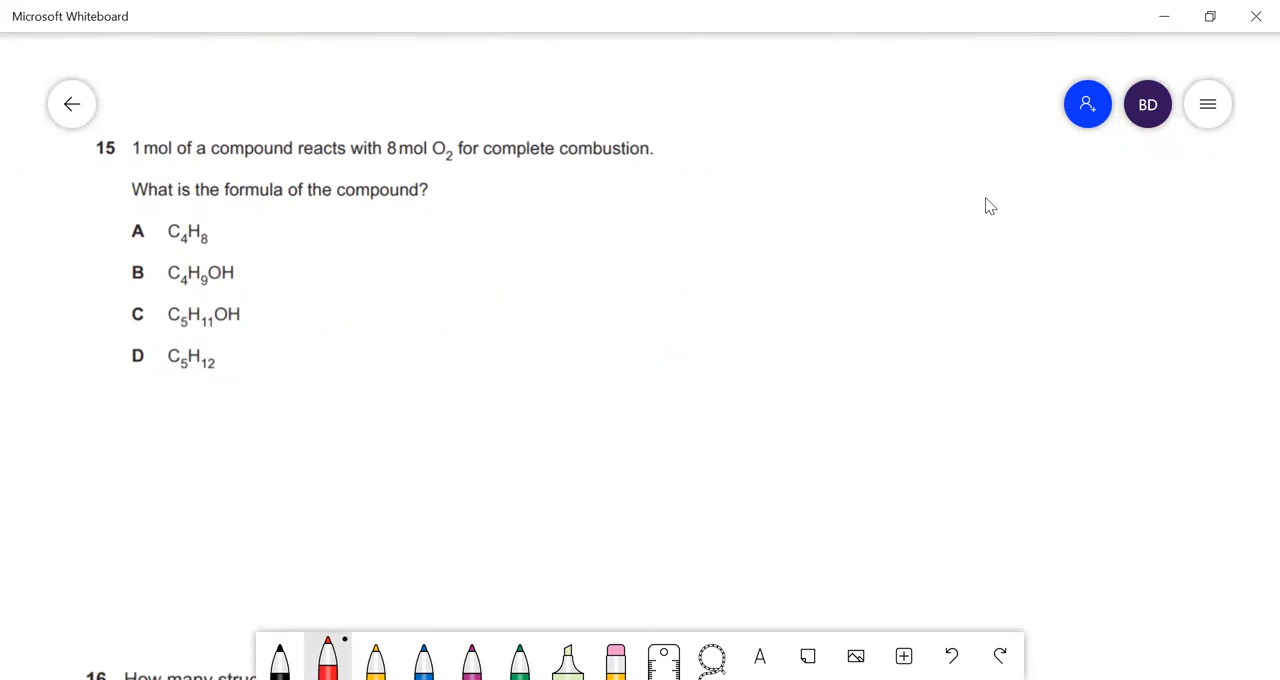 Microsoft Whiteboard
BD
15 1 mol of a compound reacts with 8 mol O₂ for complete combustion.
What is the formula of the compound?
A C₄H₈
B C₄H₉OH
C C₅H₁₁OH
D C₅H₁₂
A
16 How many